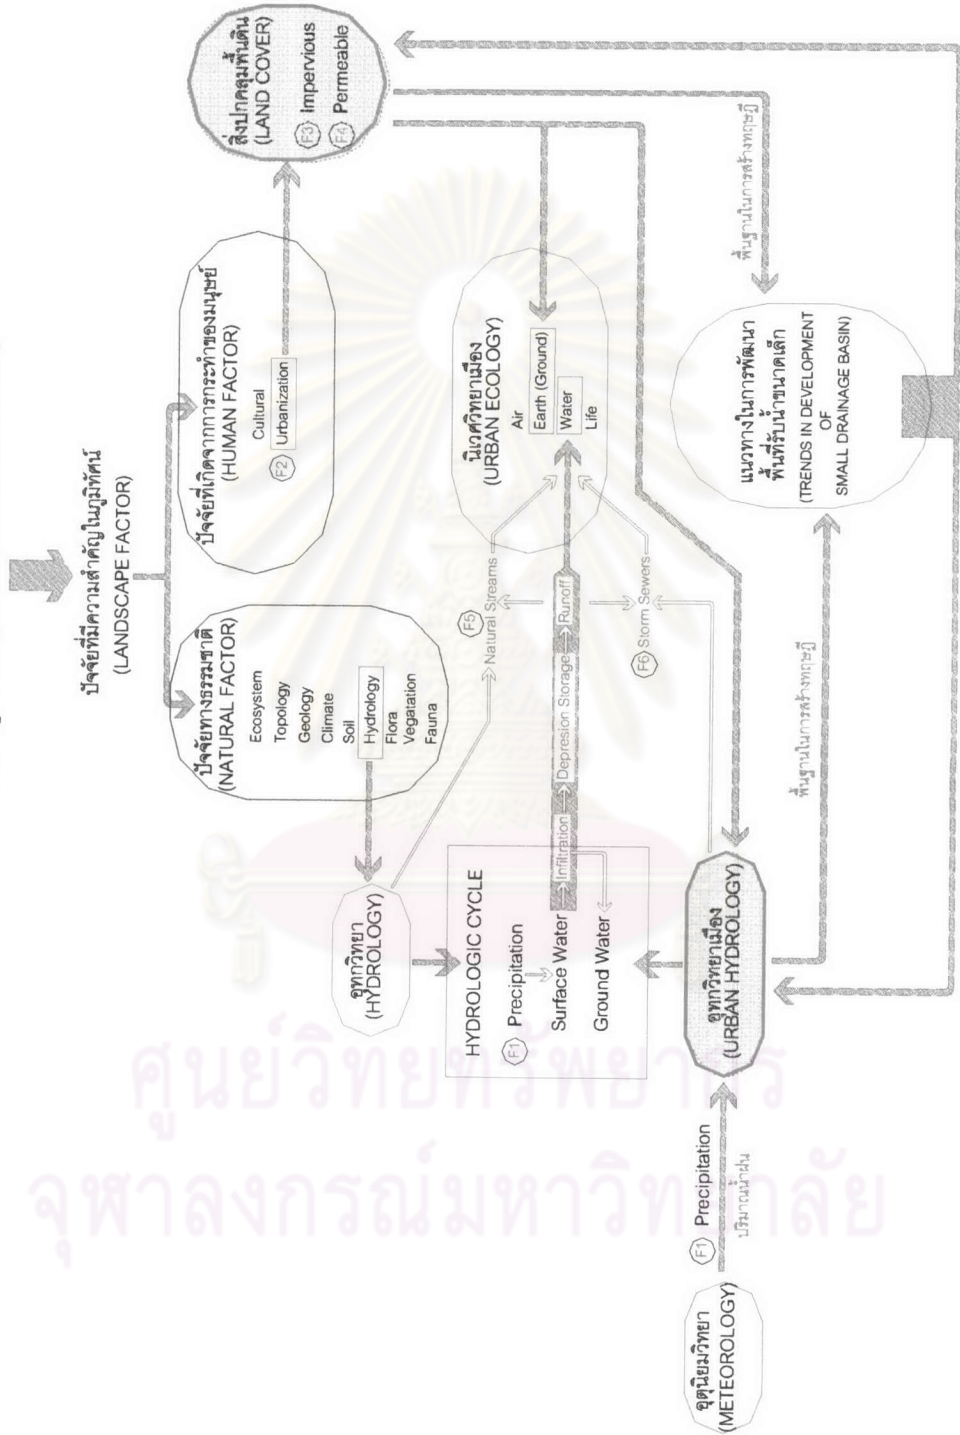 ปัจจัยที่มีความสำคัญในภูมิทัศน์
(LANDSCAPE FACTOR)
ปัจจัยทางธรรมชาติ
(NATURAL FACTOR)
Ecosystem
Topology
Geology
Climate
Soil
Hydrology
Flora
Vegatation
Fauna
ปัจจัยที่เกิดจากการกระทำของมนุษย์
(HUMAN FACTOR)
Cultural
F2 Urbanization
สิ่งปกคลุมพื้นดิน
(LAND COVER)
F3 Impervious
F4 Permeable
อุทกวิทยา
(HYDROLOGY)
F5
Natural Streams
HYDROLOGIC CYCLE
F1 Precipitation
Surface Water
Infiltration
Depresion Storage
Runoff
Ground Water
F6 Storm Sewers
นิเวศวิทยาเมือง
(URBAN ECOLOGY)
Air
Earth (Ground)
Water
Life
อุตุนิยมวิทยา
(METEOROLOGY)
F1 Precipitation
ปริมาณน้ำฝน
อุทกวิทยาเมือง
(URBAN HYDROLOGY)
พื้นฐานในการสร้างทฤษฎี
แนวทางในการพัฒนา
พื้นที่รับน้ำขนาดเล็ก
(TRENDS IN DEVELOPMENT
OF
SMALL DRAINAGE BASIN)
พื้นฐานในการสร้างทฤษฎี
ศูนย์วิทยทรัพยากร
จุฬาลงกรณ์มหาวิทยาลัย